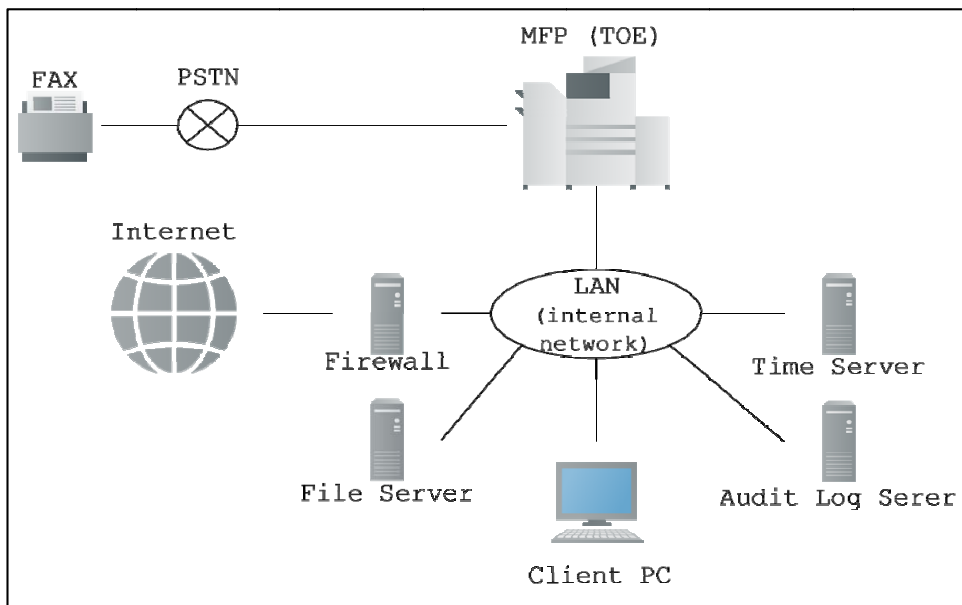 MFP (TOE)
FAX
PSTN
Internet
LAN
(internal
network)
Firewall
Time Server
File Server
Audit Log Serer
Client PC